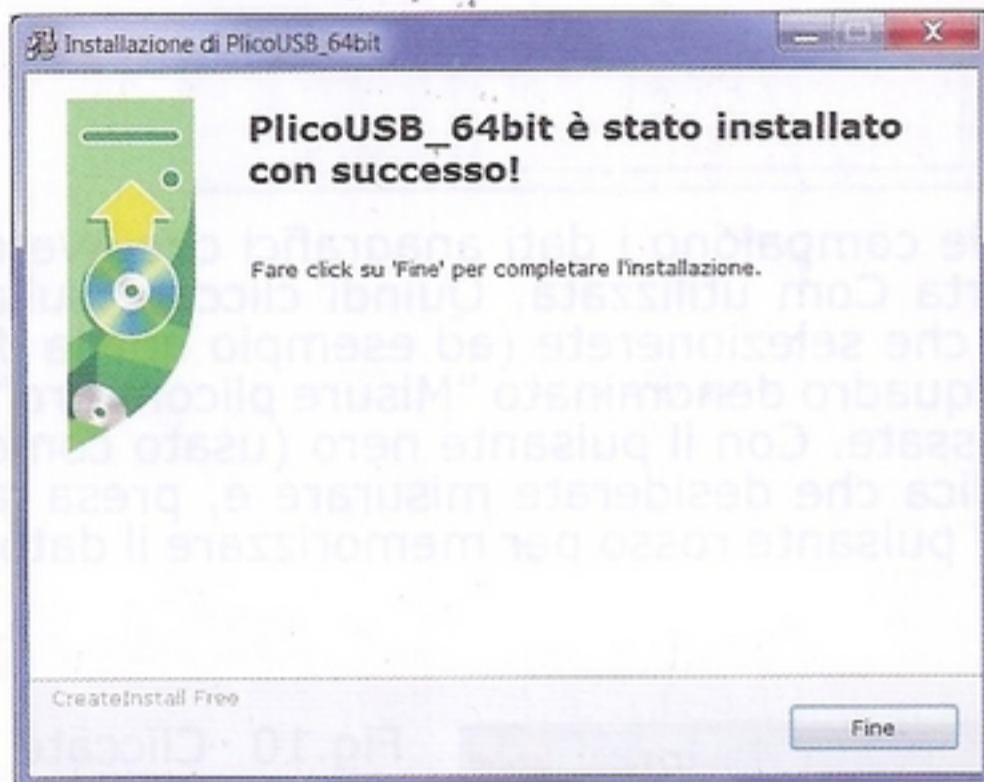 Installazione di PlicoUSB_64bit
PlicoUSB_64bit è stato installato
con successo!
Fare click su 'Fine' per completare l'installazione.
CreateInstall Free
Fine